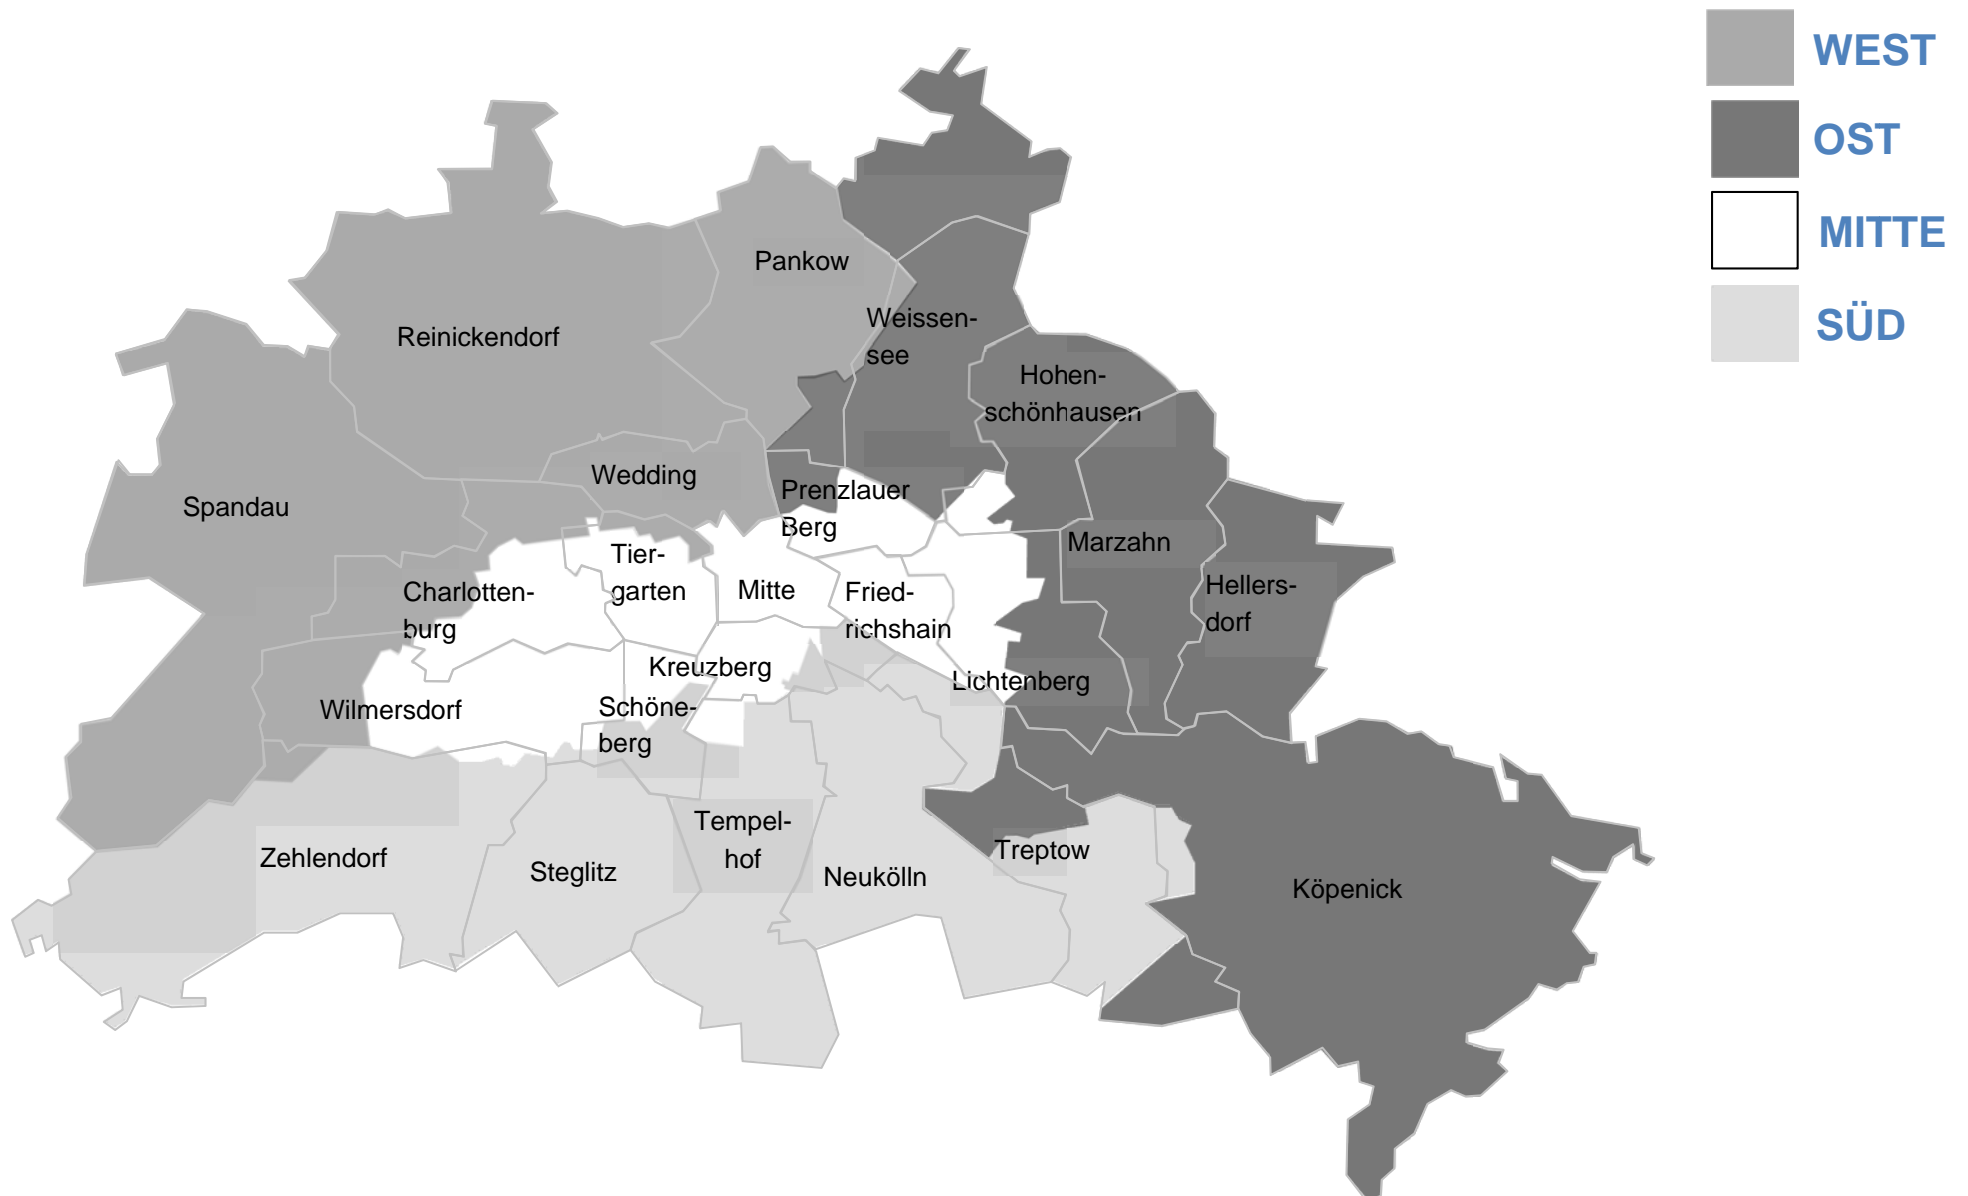 WEST
OST
MITTE
SÜD
Pankow
Weissen-
see
Reinickendorf
Hohen-
schönhausen
Wedding
Prenzlauer
Berg
Spandau
Marzahn
Tier-
garten
Charlotten-
burg
Mitte
Fried-
richshain
Hellers-
dorf
Kreuzberg
Lichtenberg
Wilmersdorf
Schöne-
berg
Tempel-
hof
Zehlendorf
Steglitz
Neukölln
Treptow
Köpenick